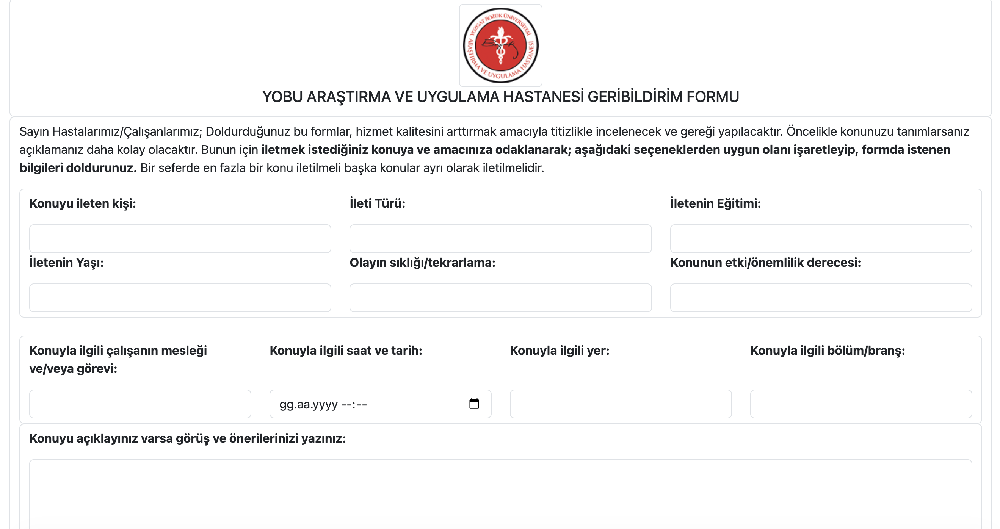 YOZGAT BOZOK ÜNİVERSİTESİ
ARAŞTIRMA VE UYGULAMA HASTANESİ
Bozok
YOBU ARAŞTIRMA VE UYGULAMA HASTANESİ GERİBİLDİRİM FORMU
Sayın Hastalarımız/Çalışanlarımız; Doldurduğunuz bu formlar, hizmet kalitesini arttırmak amacıyla titizlikle incelenecek ve gereği yapılacaktır. Öncelikle konunuzu tanımlarsanız
açıklamanız daha kolay olacaktır. Bunun için iletmek istediğiniz konuya ve amacınıza odaklanarak; aşağıdaki seçeneklerden uygun olanı işaretleyip, formda istenen
bilgileri doldurunuz. Bir seferde en fazla bir konu iletilmeli başka konular ayrı olarak iletilmelidir.
Konuyu ileten kişi:
İleti Türü:
İletenin Eğitimi:
İletenin Yaşı:
Olayın sıklığı/tekrarlama:
Konunun etki/önemlilik derecesi:
Konuyla ilgili çalışanın mesleği
ve/veya görevi:
Konuyla ilgili saat ve tarih:
Konuyla ilgili yer:
Konuyla ilgili bölüm/branş:
gg.aa.yyyy --:--
Konuyu açıklayınız varsa görüş ve önerilerinizi yazınız: